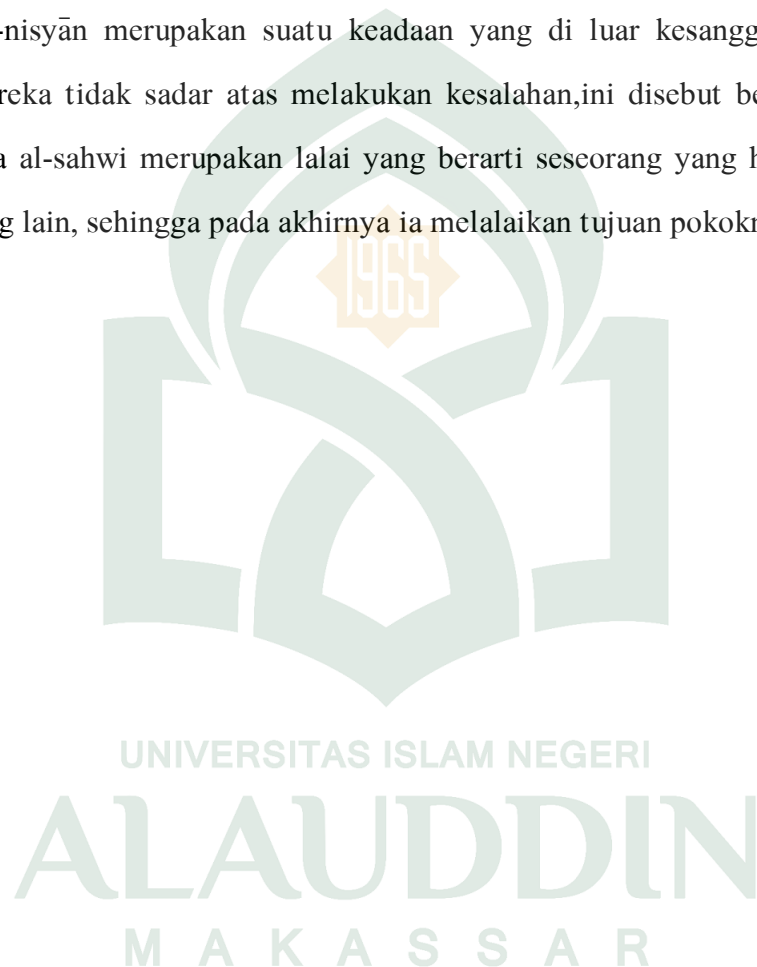 -nisyān merupakan suatu keadaan yang di luar kesangg
reka tidak sadar atas melakukan kesalahan,ini disebut be
a al-sahwi merupakan lalai yang berarti seseorang yang h
g lain, sehingga pada akhirnya ia melalaikan tujuan pokokn
1965
UNIVERSITAS ISLAM NEGERI
ALAUDDIN
MAKASSAR